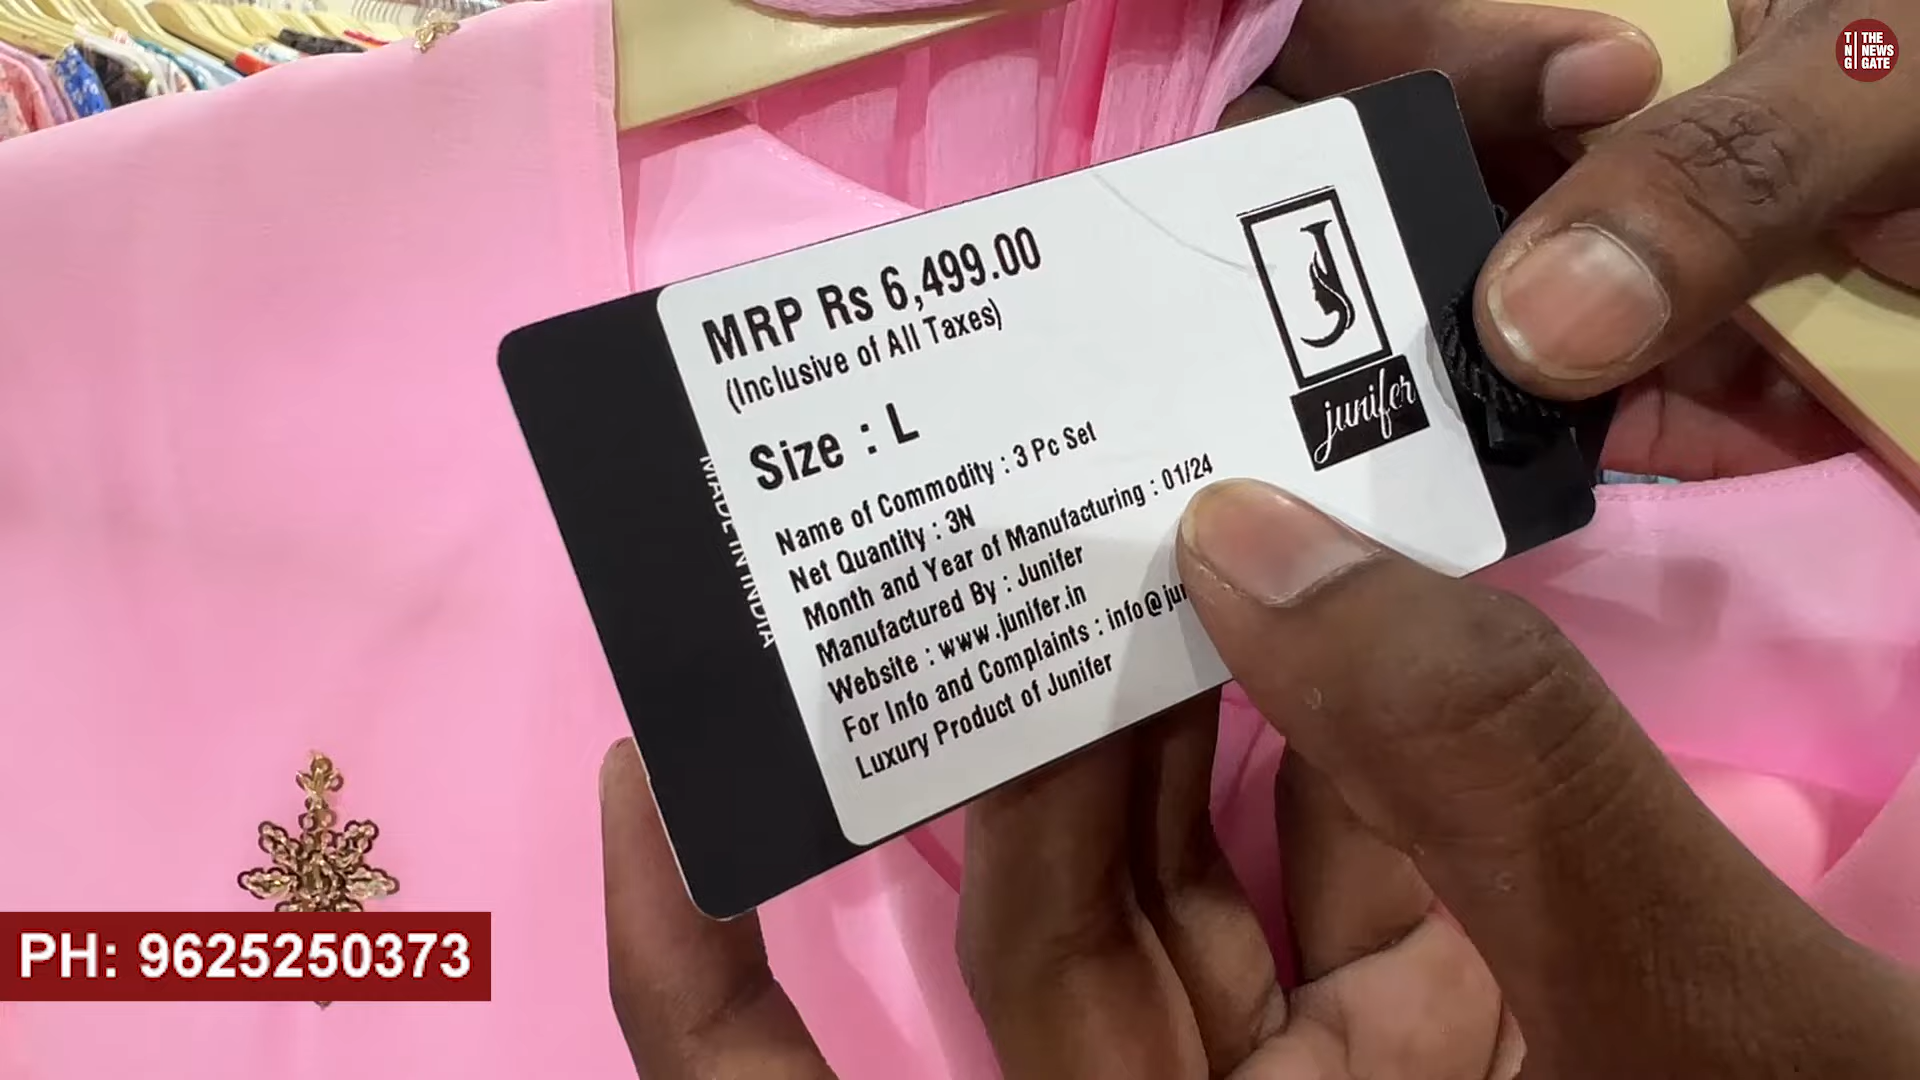 T THE
N NEWS
G GATE
MRP Rs 6,499.00
(Inclusive of All Taxes)
Size : L
Name of Commodity : 3 Pc Set
Net Quantity : 3N
Month and Year of Manufacturing : 01/24
Manufactured By : Junifer
Website : www.junifer.in
For Info and Complaints : info@jun
Luxury Product of Junifer
MADE IN INDIA
J
junifer
PH: 9625250373